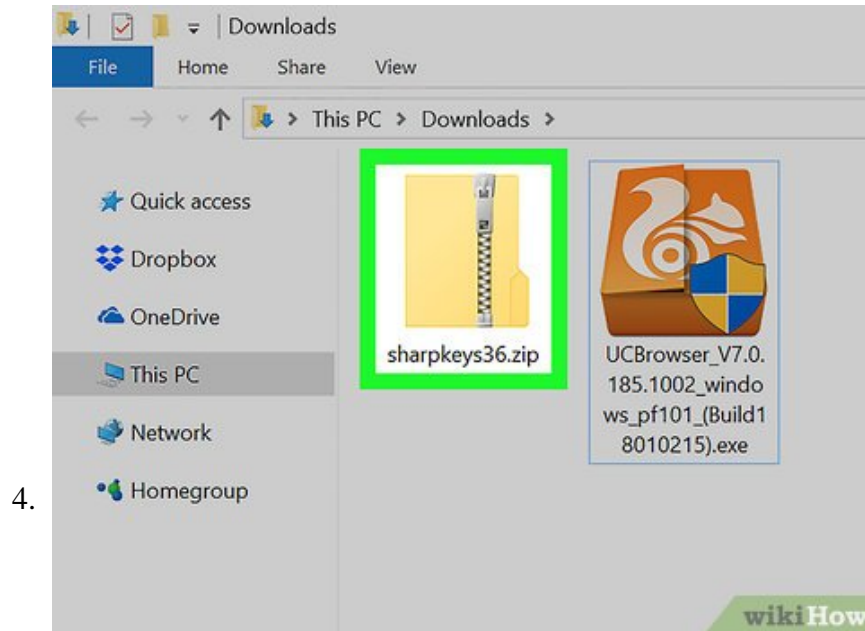 Downloads
File Home Share View
This PC > Downloads >
Quick access
Dropbox
OneDrive
This PC
Network
Homegroup
sharpkeys36.zip
UCBrowser_V7.0.
185.1002_windo
ws_pf101_(Build1
8010215).exe
4.
wikiHow